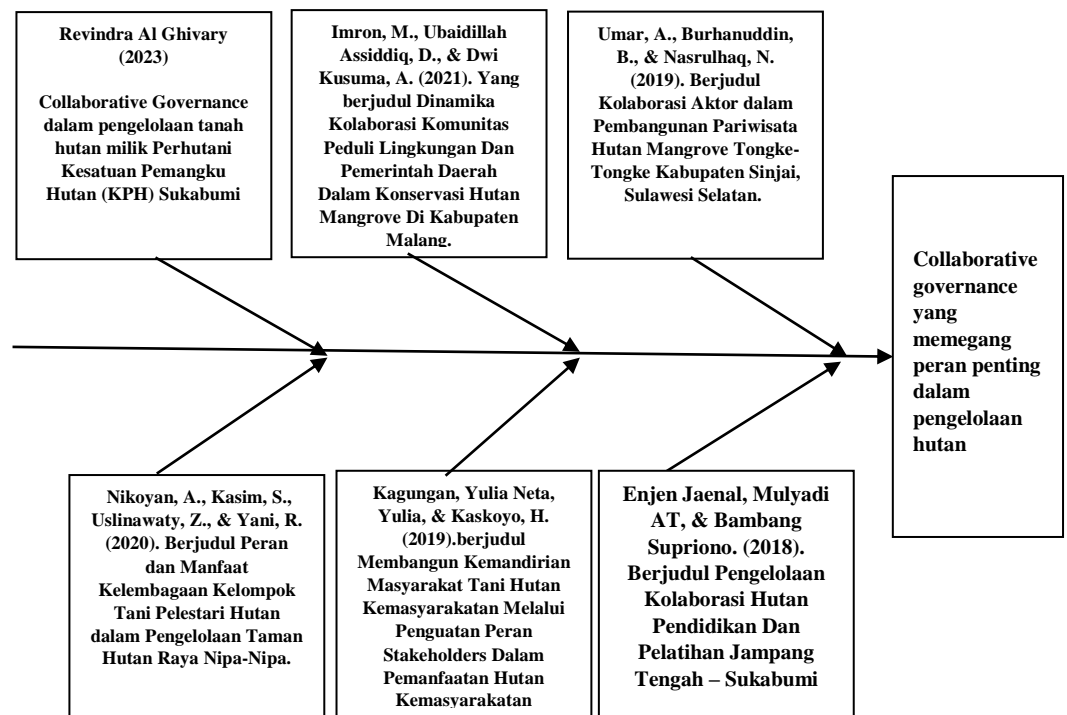 Revindra Al Ghivary
(2023)
Collaborative Governance
dalam pengelolaan tanah
hutan milik Perhutani
Kesatuan Pemangku
Hutan (KPH) Sukabumi
Imron, M., Ubaidillah
Assiddiq, D., & Dwi
Kusuma, A. (2021). Yang
berjudul Dinamika
Kolaborasi Komunitas
Peduli Lingkungan Dan
Pemerintah Daerah
Dalam Konservasi Hutan
Mangrove Di Kabupaten
Malang.
Umar, A., Burhanuddin,
B., & Nasrulhaq, N.
(2019). Berjudul
Kolaborasi Aktor dalam
Pembangunan Pariwisata
Hutan Mangrove Tongke-
Tongke Kabupaten Sinjai,
Sulawesi Selatan.
Collaborative
governance
yang
memegang
peran penting
dalam
pengelolaan
hutan
Nikoyan, A., Kasim, S.,
Uslinawaty, Z., & Yani, R.
(2020). Berjudul Peran
dan Manfaat
Kelembagaan Kelompok
Tani Pelestari Hutan
dalam Pengelolaan Taman
Hutan Raya Nipa-Nipa.
Kagungan, Yulia Neta,
Yulia, & Kaskoyo, H.
(2019).berjudul
Membangun Kemandirian
Masyarakat Tani Hutan
Kemasyarakatan Melalui
Penguatan Peran
Stakeholders Dalam
Pemanfaatan Hutan
Kemasyarakatan
Enjen Jaenal, Mulyadi
AT, & Bambang
Supriono. (2018).
Berjudul Pengelolaan
Kolaborasi Hutan
Pendidikan Dan
Pelatihan Jampang
Tengah – Sukabumi